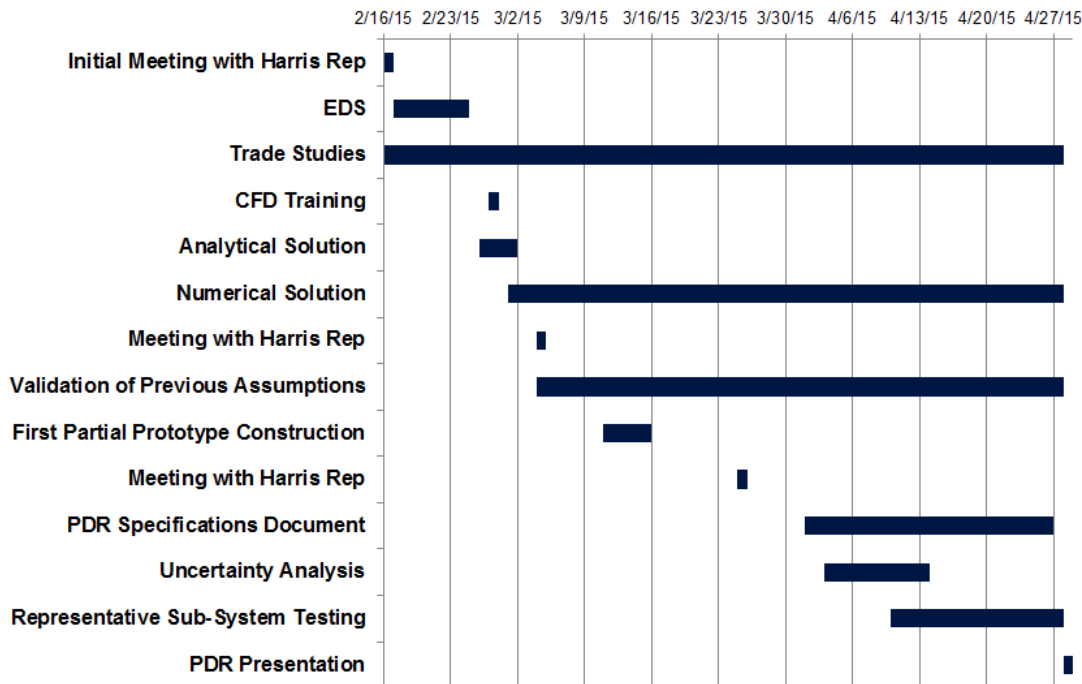 2/16/15 2/23/15 3/2/15 3/9/15 3/16/15 3/23/15 3/30/15 4/6/15 4/13/15 4/20/15 4/27/15
Initial Meeting with Harris Rep
EDS
Trade Studies
CFD Training
Analytical Solution
Numerical Solution
Meeting with Harris Rep
Validation of Previous Assumptions
First Partial Prototype Construction
Meeting with Harris Rep
PDR Specifications Document
Uncertainty Analysis
Representative Sub-System Testing
PDR Presentation